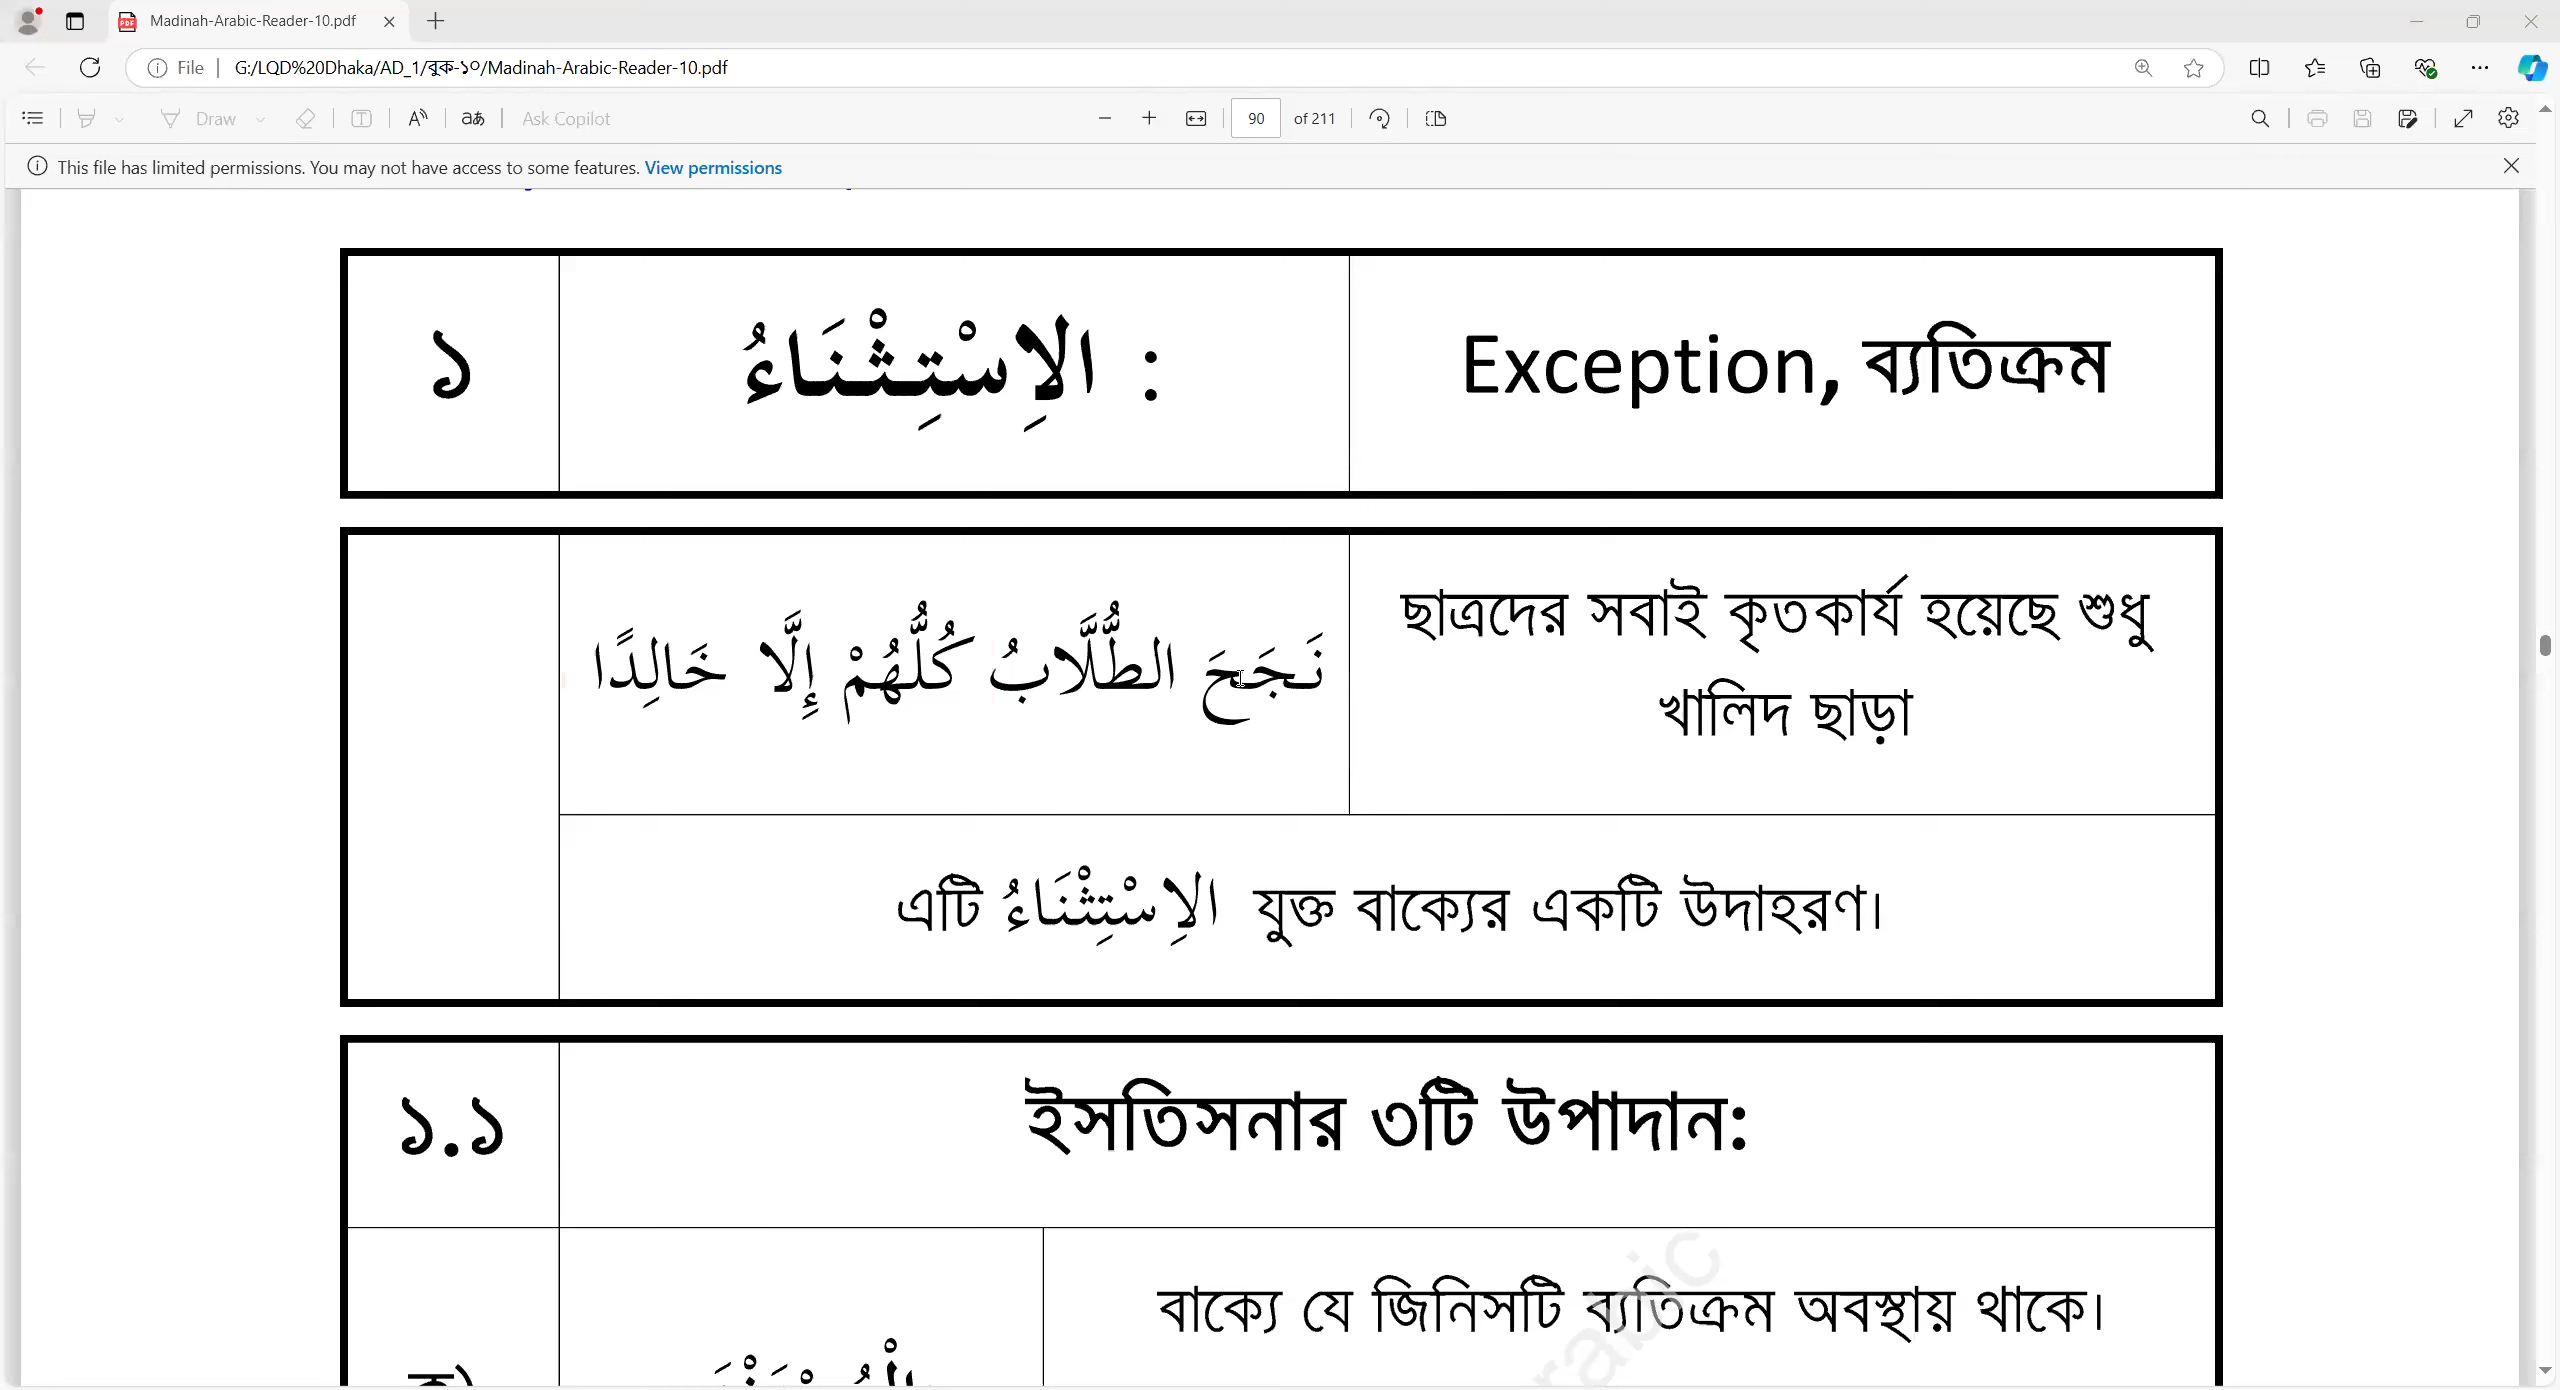 Madinah-Arabic-Reader-10.pdf
File G:/LQD%20Dhaka/AD_1/বুক-১০/Madinah-Arabic-Reader-10.pdf
Draw Ask Copilot 90 of 211
This file has limited permissions. You may not have access to some features. View permissions
১ الاِسْتِثْنَاءُ : Exception, ব্যতিক্রম
نَجَحَ الطُّلَّابُ كُلُّهُمْ إِلَّا خَالِدًا
ছাত্রদের সবাই কৃতকার্য হয়েছে শুধু
খালিদ ছাড়া
এটি الاِسْتِثْنَاءُ যুক্ত বাক্যের একটি উদাহরণ।
১.১ ইসতিসনার ৩টি উপাদান:
বাক্যে যে জিনিসটি ব্যতিক্রম অবস্থায় থাকে।